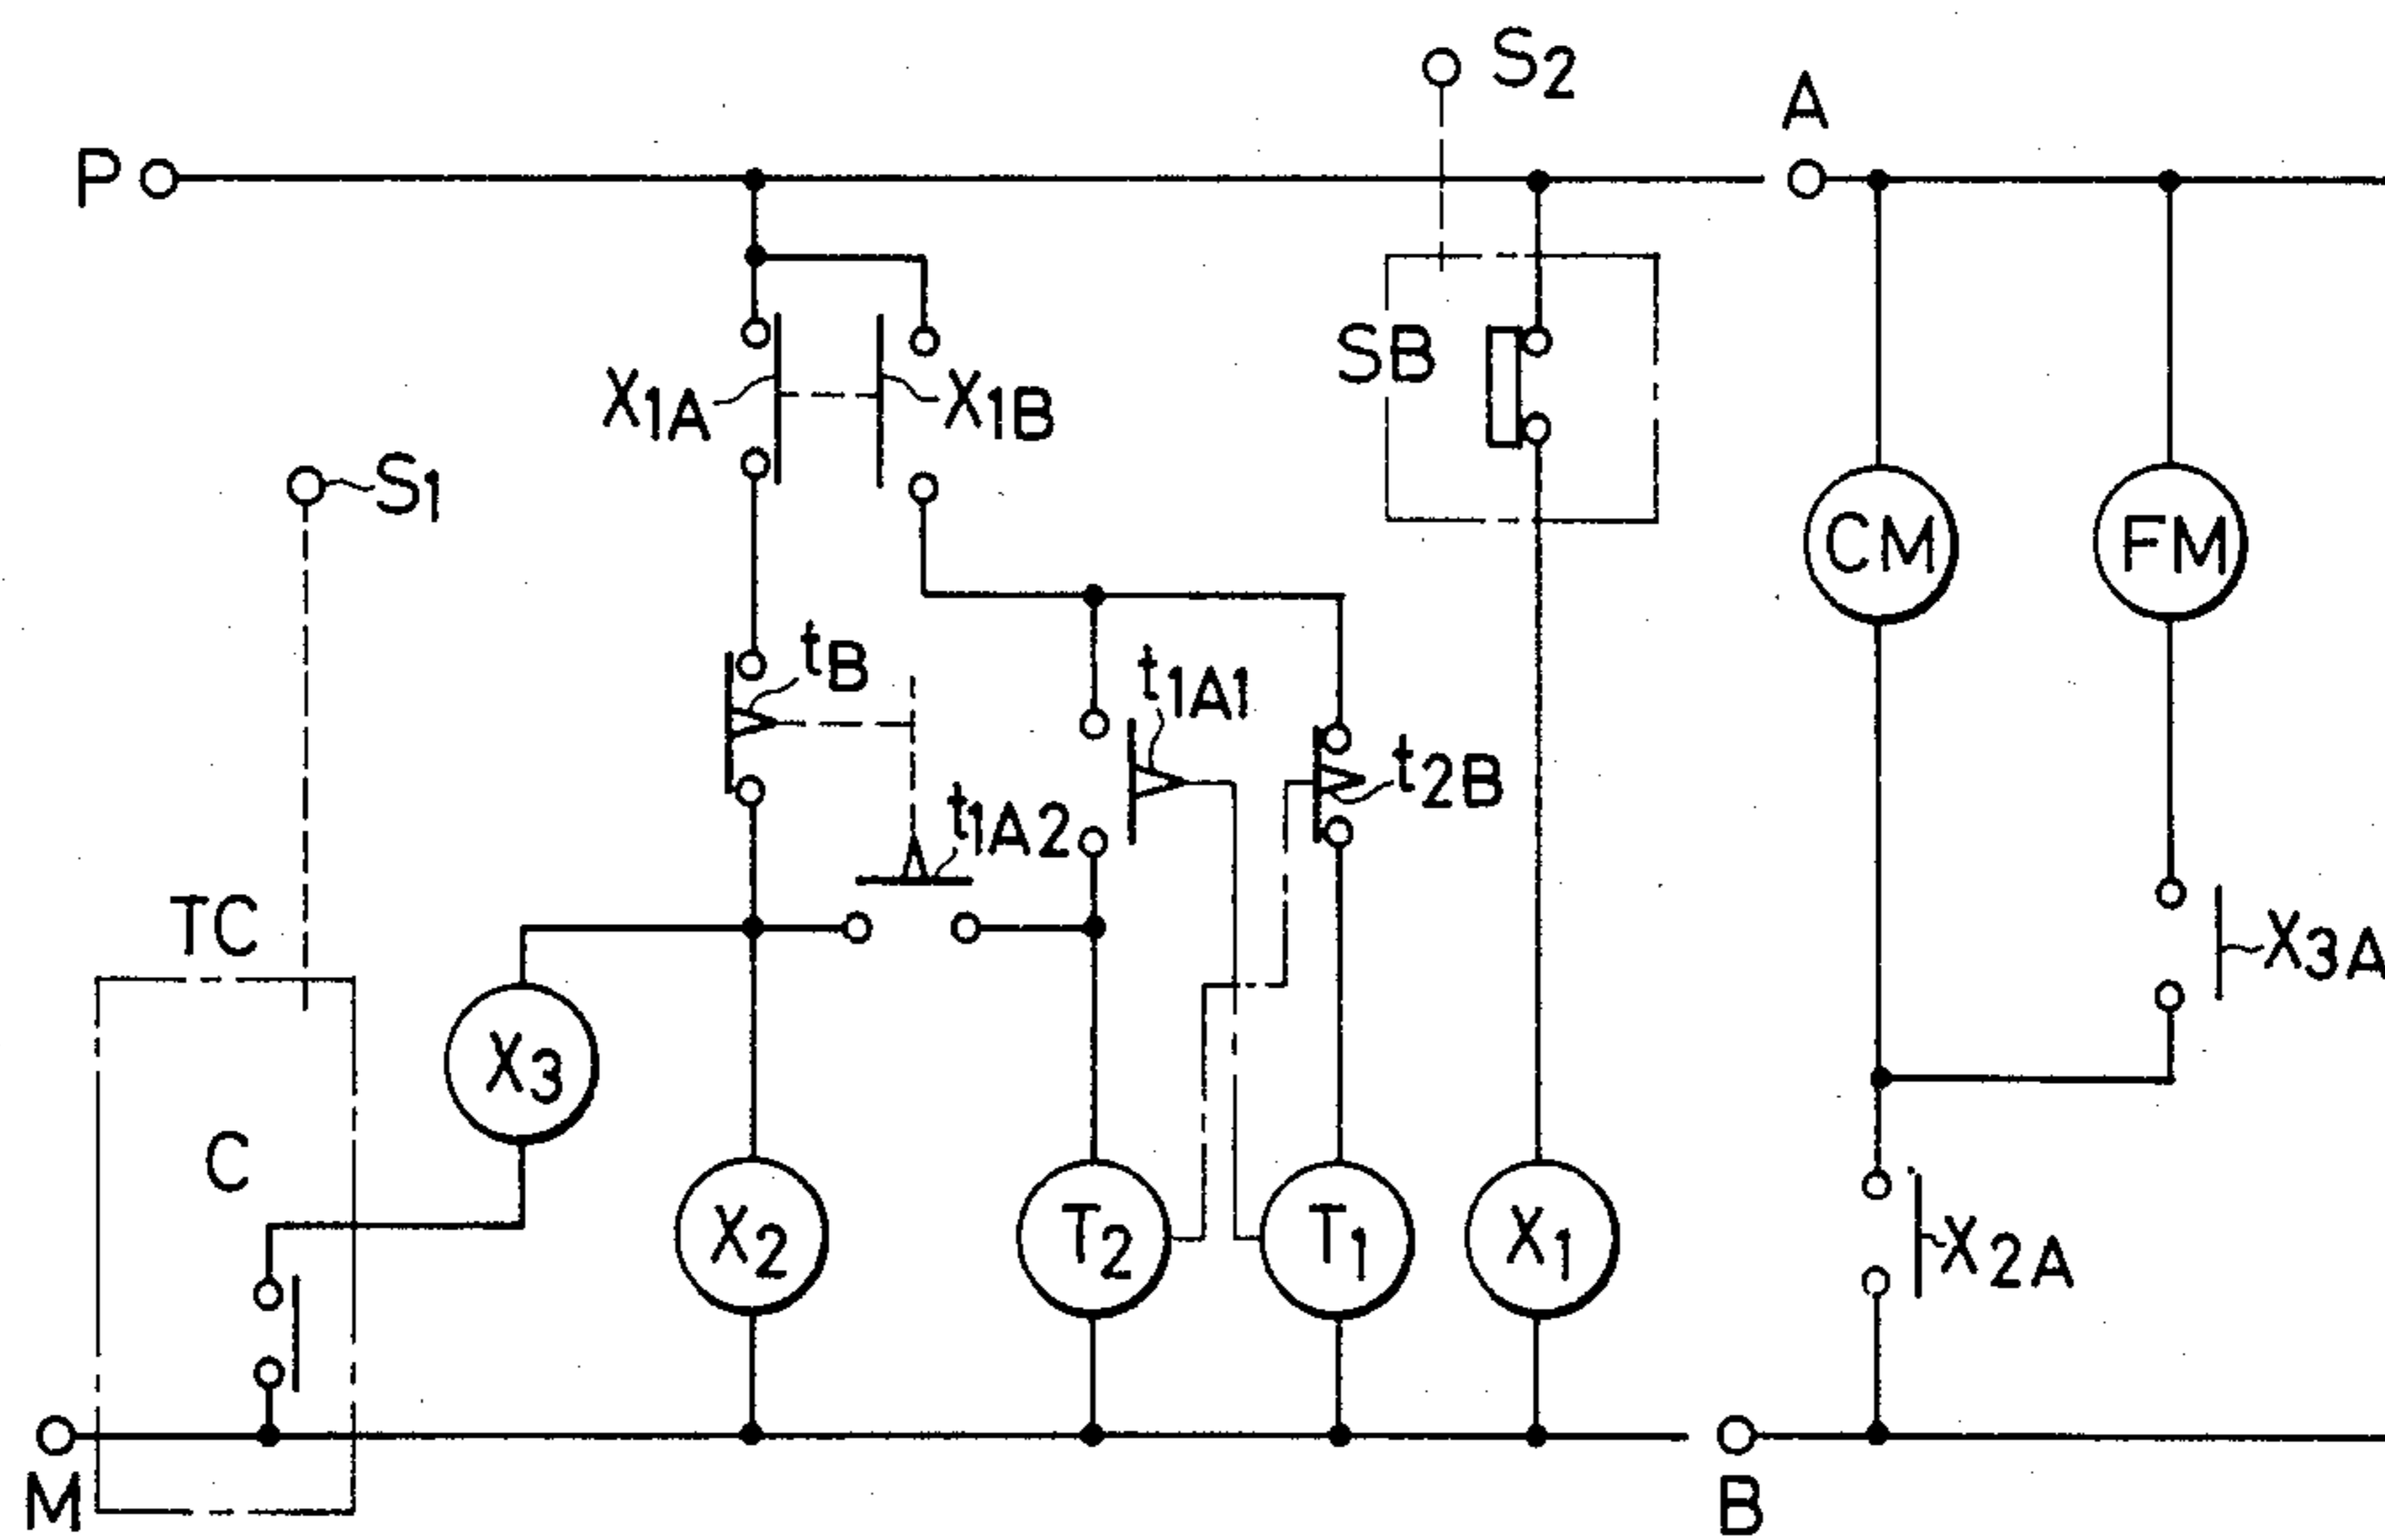 S2
A
P
SB
X1A
X1B
S1
CM
FM
tB
t1A1
t2B
t1A2
TC
X3A
X3
C
X2
T2
T1
X1
X2A
M
B